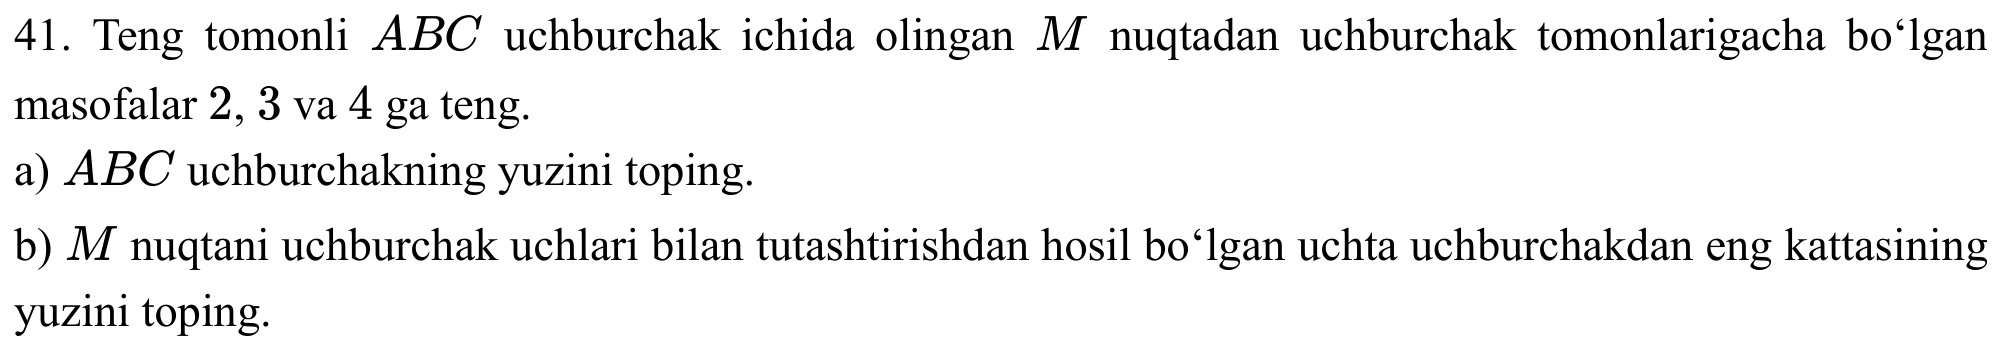 41. Teng tomonli ABC uchburchak ichida olingan M nuqtadan uchburchak tomonlarigacha bo‘lgan
masofalar 2, 3 va 4 ga teng.
a) ABC uchburchakning yuzini toping.
b) M nuqtani uchburchak uchlari bilan tutashtirishdan hosil bo‘lgan uchta uchburchakdan eng kattasining
yuzini toping.